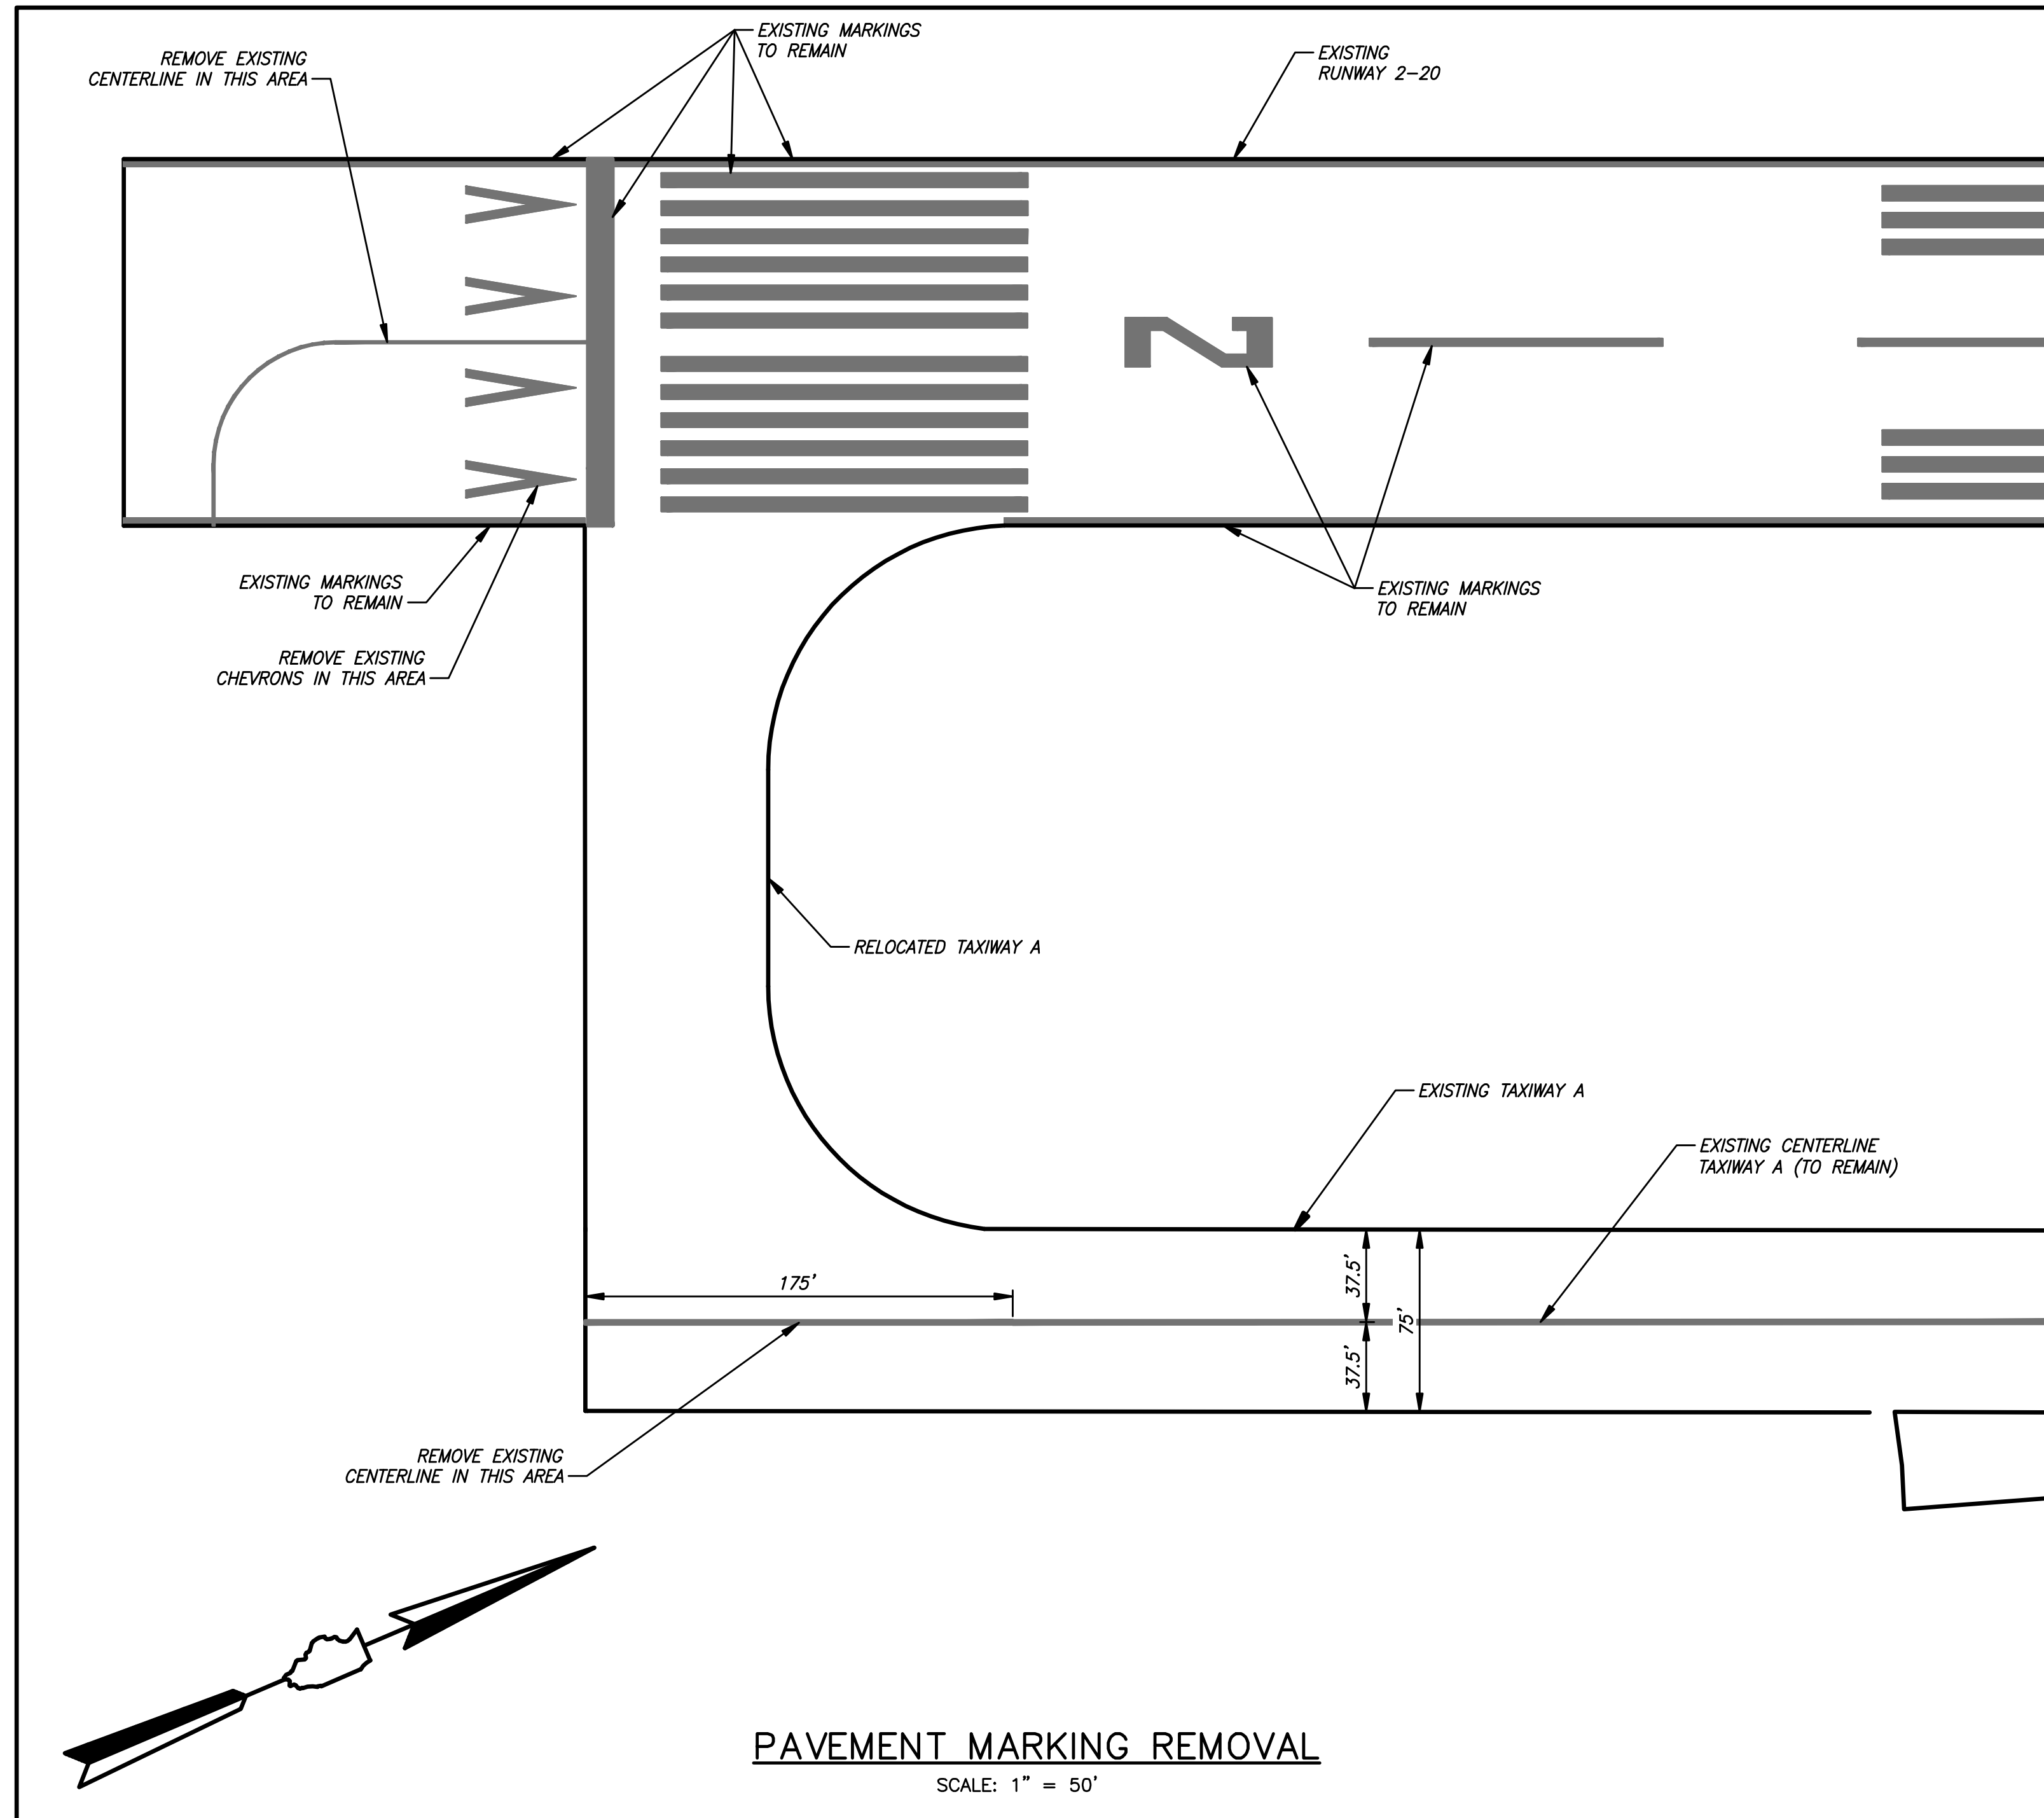 EXISTING MARKINGS
TO REMAIN
REMOVE EXISTING
CENTERLINE IN THIS AREA
EXISTING
RUNWAY 2-20
2
EXISTING MARKINGS
TO REMAIN
EXISTING MARKINGS
TO REMAIN
REMOVE EXISTING
CHEVRONS IN THIS AREA
RELOCATED TAXIWAY A
EXISTING TAXIWAY A
EXISTING CENTERLINE
TAXIWAY A (TO REMAIN)
175'
37.5'
75'
37.5'
REMOVE EXISTING
CENTERLINE IN THIS AREA
PAVEMENT MARKING REMOVAL
SCALE: 1" = 50'